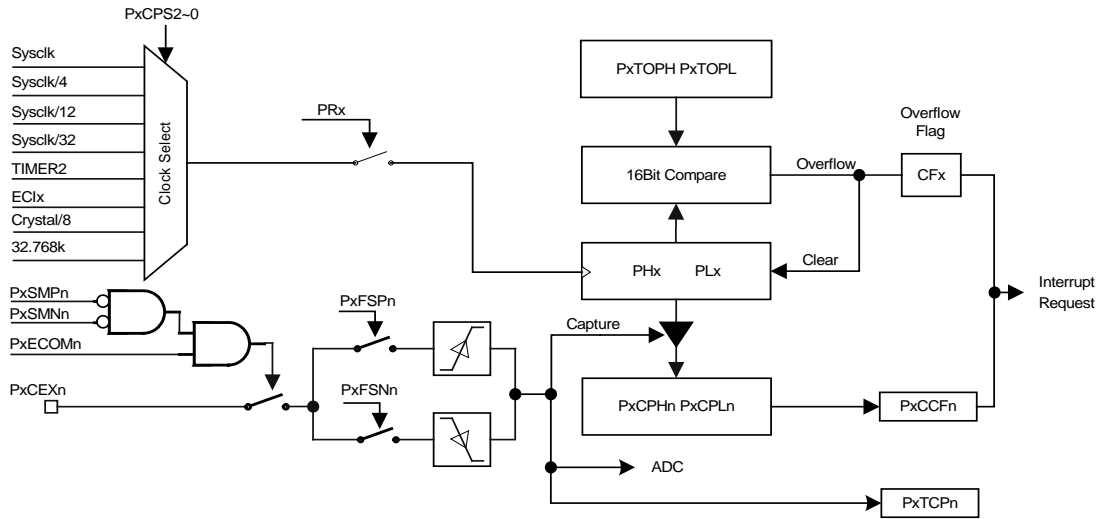 PxCPS2~0
Sysclk
Sysclk/4
Sysclk/12
Sysclk/32
TIMER2
ECIx
Crystal/8
32.768k
Clock Select
PRx
PxTOPH PxTOPL
16Bit Compare
Overflow
Overflow
Flag
CFx
PHx PLx
Clear
Interrupt
Request
PxSMPn
PxSMNn
PxECOMn
PxCEXn
PxFSPn
PxFSNn
Capture
PxCPHn PxCPLn
PxCCFn
ADC
PxTCPn